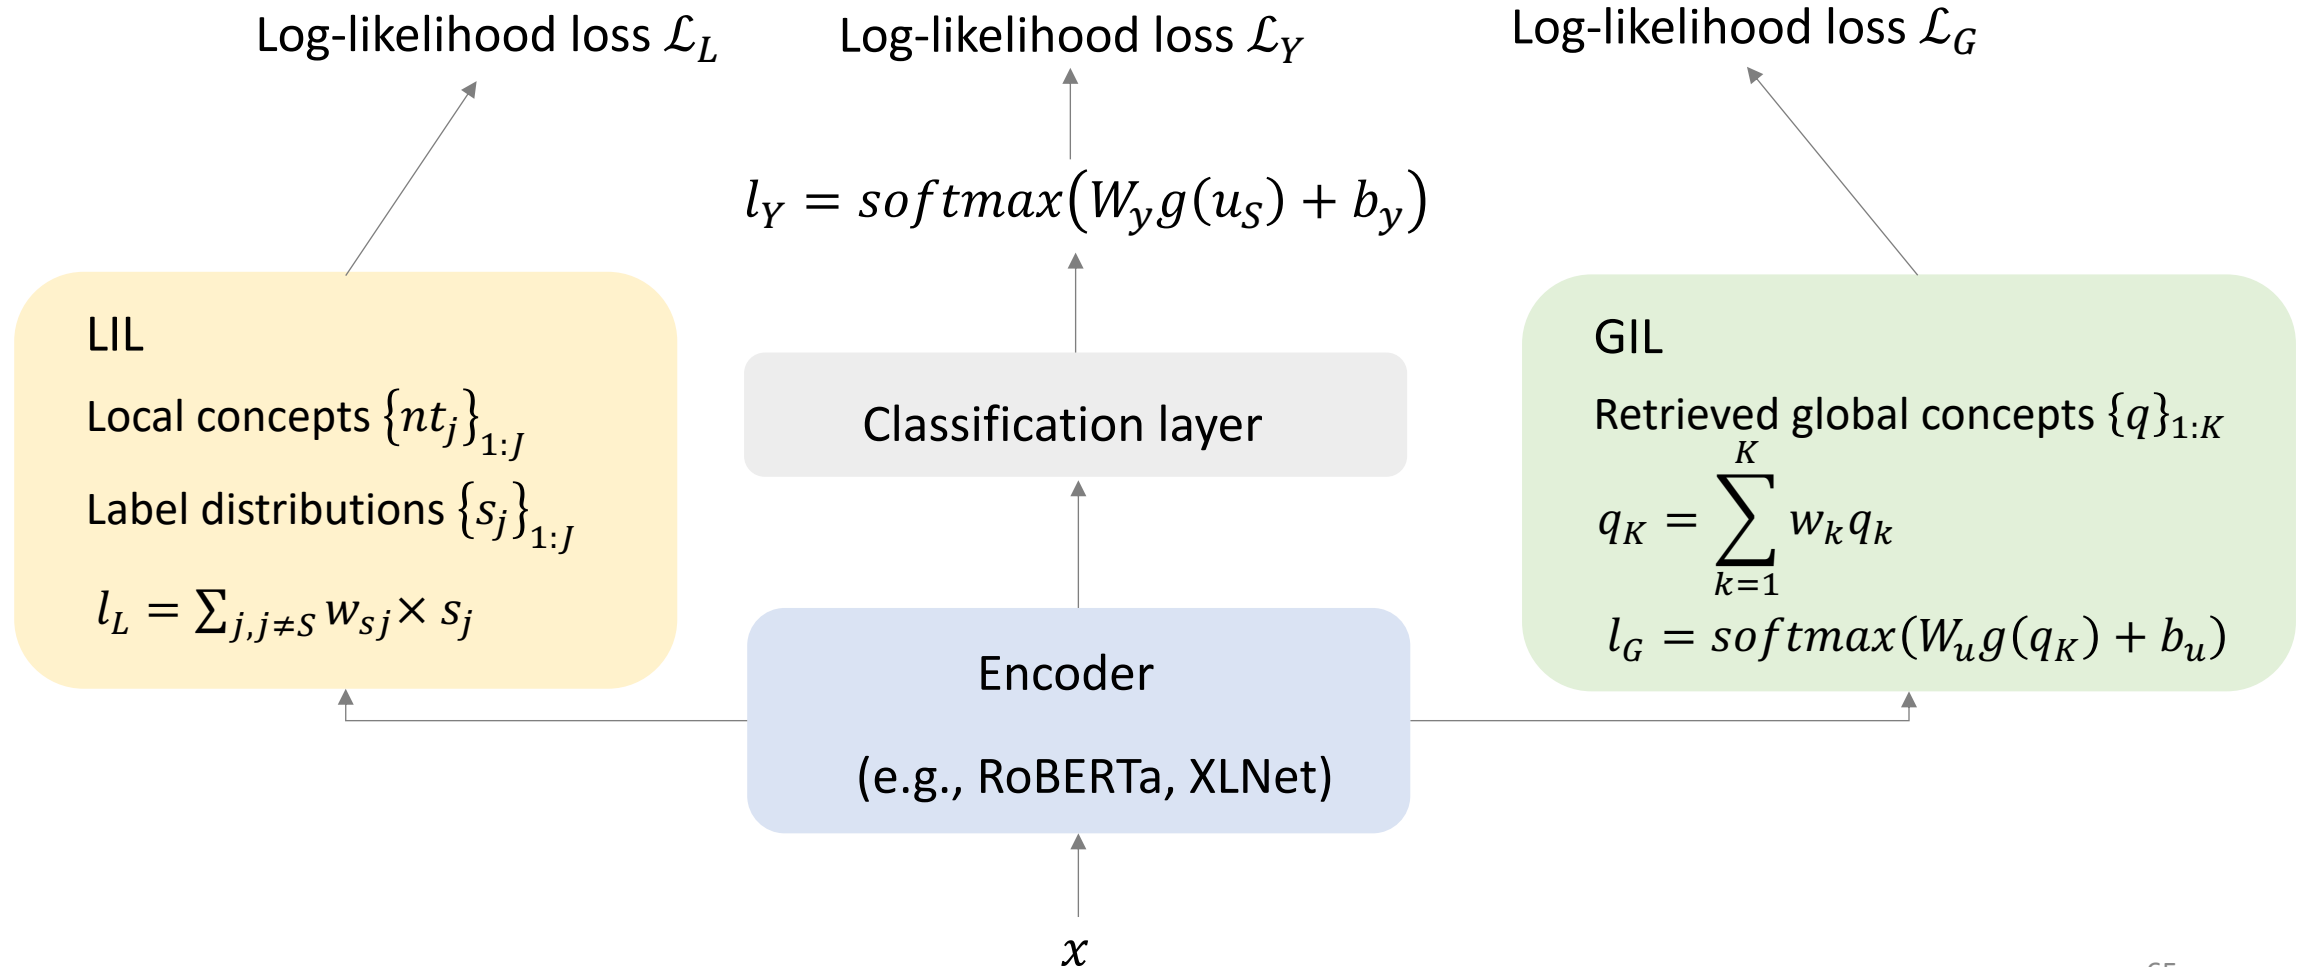 Log-likelihood loss ℒ_L
Log-likelihood loss ℒ_Y
Log-likelihood loss ℒ_G
l_Y = softmax(W_y g(u_S) + b_y)
LIL
Local concepts {nt_j}_{1:J}
Label distributions {s_j}_{1:J}
l_L = ∑_{j,j≠S} w_{sj} × s_j
Classification layer
GIL
Retrieved global concepts {q}_{1:K}
q_K = ∑_{k=1}^{K} w_k q_k
l_G = softmax(W_u g(q_K) + b_u)
Encoder
(e.g., RoBERTa, XLNet)
x